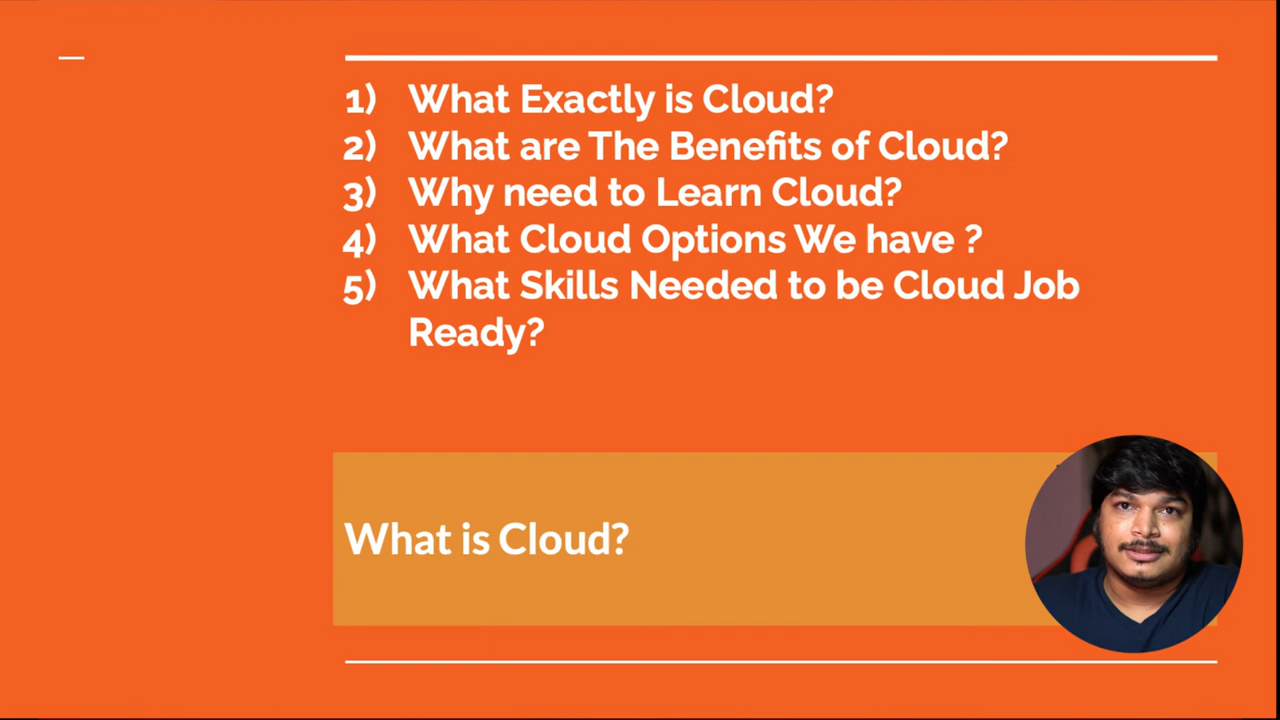 1) What Exactly is Cloud?
2) What are The Benefits of Cloud?
3) Why need to Learn Cloud?
4) What Cloud Options We have ?
5) What Skills Needed to be Cloud Job
Ready?
What is Cloud?